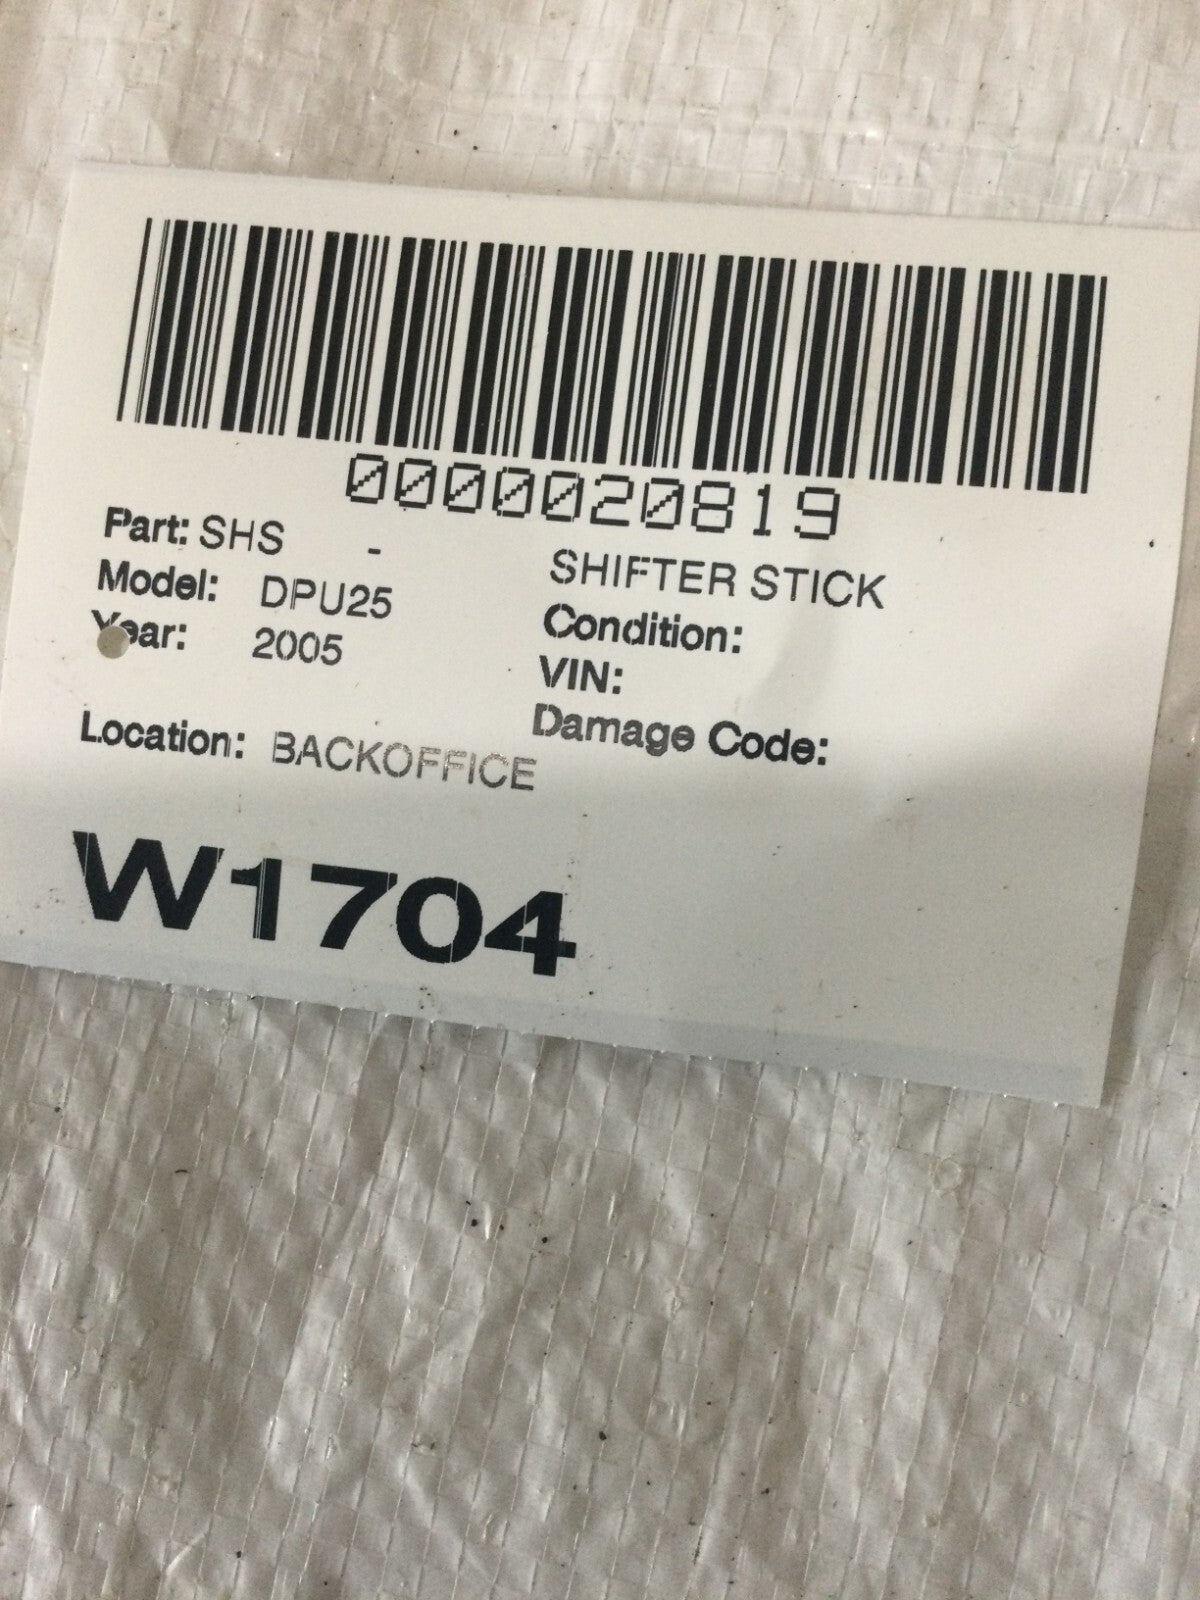 0000020819
Part: SHS - SHIFTER STICK
Model: DPU25 Condition:
Year: 2005 VIN:
Damage Code:
Location: BACKOFFICE
W1704